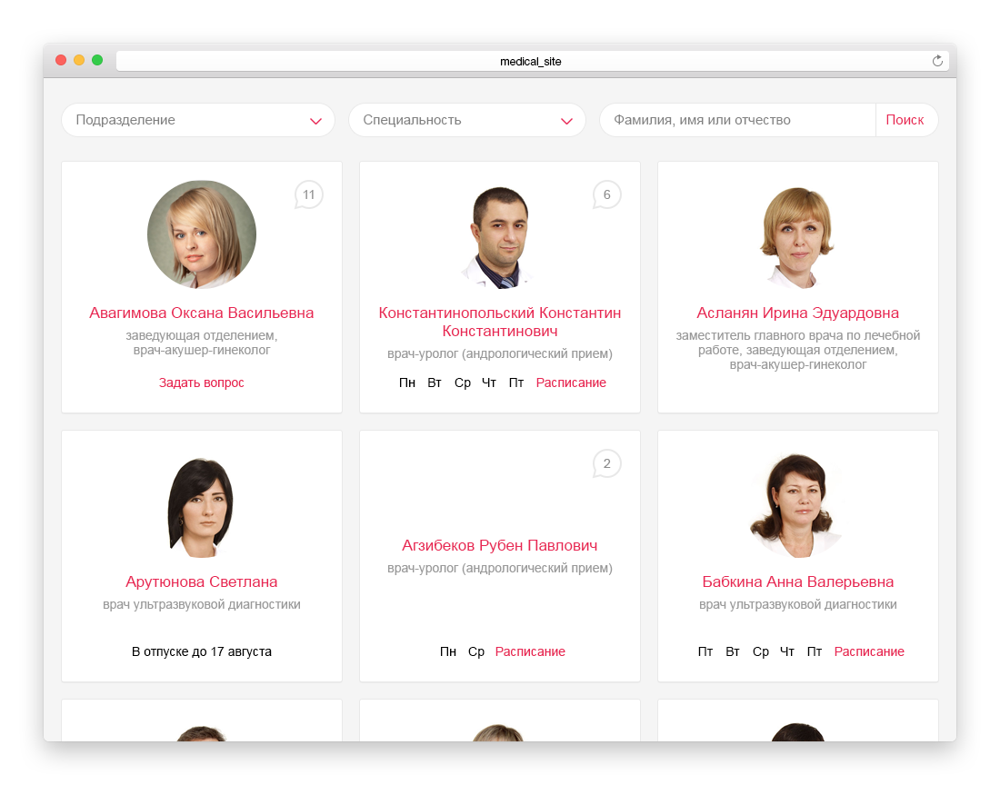 medical_site
Подразделение
Специальность
Фамилия, имя или отчество
Поиск
11
Авагимова Оксана Васильевна
заведующая отделением,
врач-акушер-гинеколог
Задать вопрос
6
Константинопольский Константин
Константинович
врач-уролог (андрологический прием)
Пн Вт Ср Чт Пт Расписание
Асланян Ирина Эдуардовна
заместитель главного врача по лечебной
работе, заведующая отделением,
врач-акушер-гинеколог
Арутюнова Светлана
врач ультразвуковой диагностики
В отпуске до 17 августа
2
Агзибеков Рубен Павлович
врач-уролог (андрологический прием)
Пн Ср Расписание
Бабкина Анна Валерьевна
врач ультразвуковой диагностики
Пт Вт Ср Чт Пт Расписание